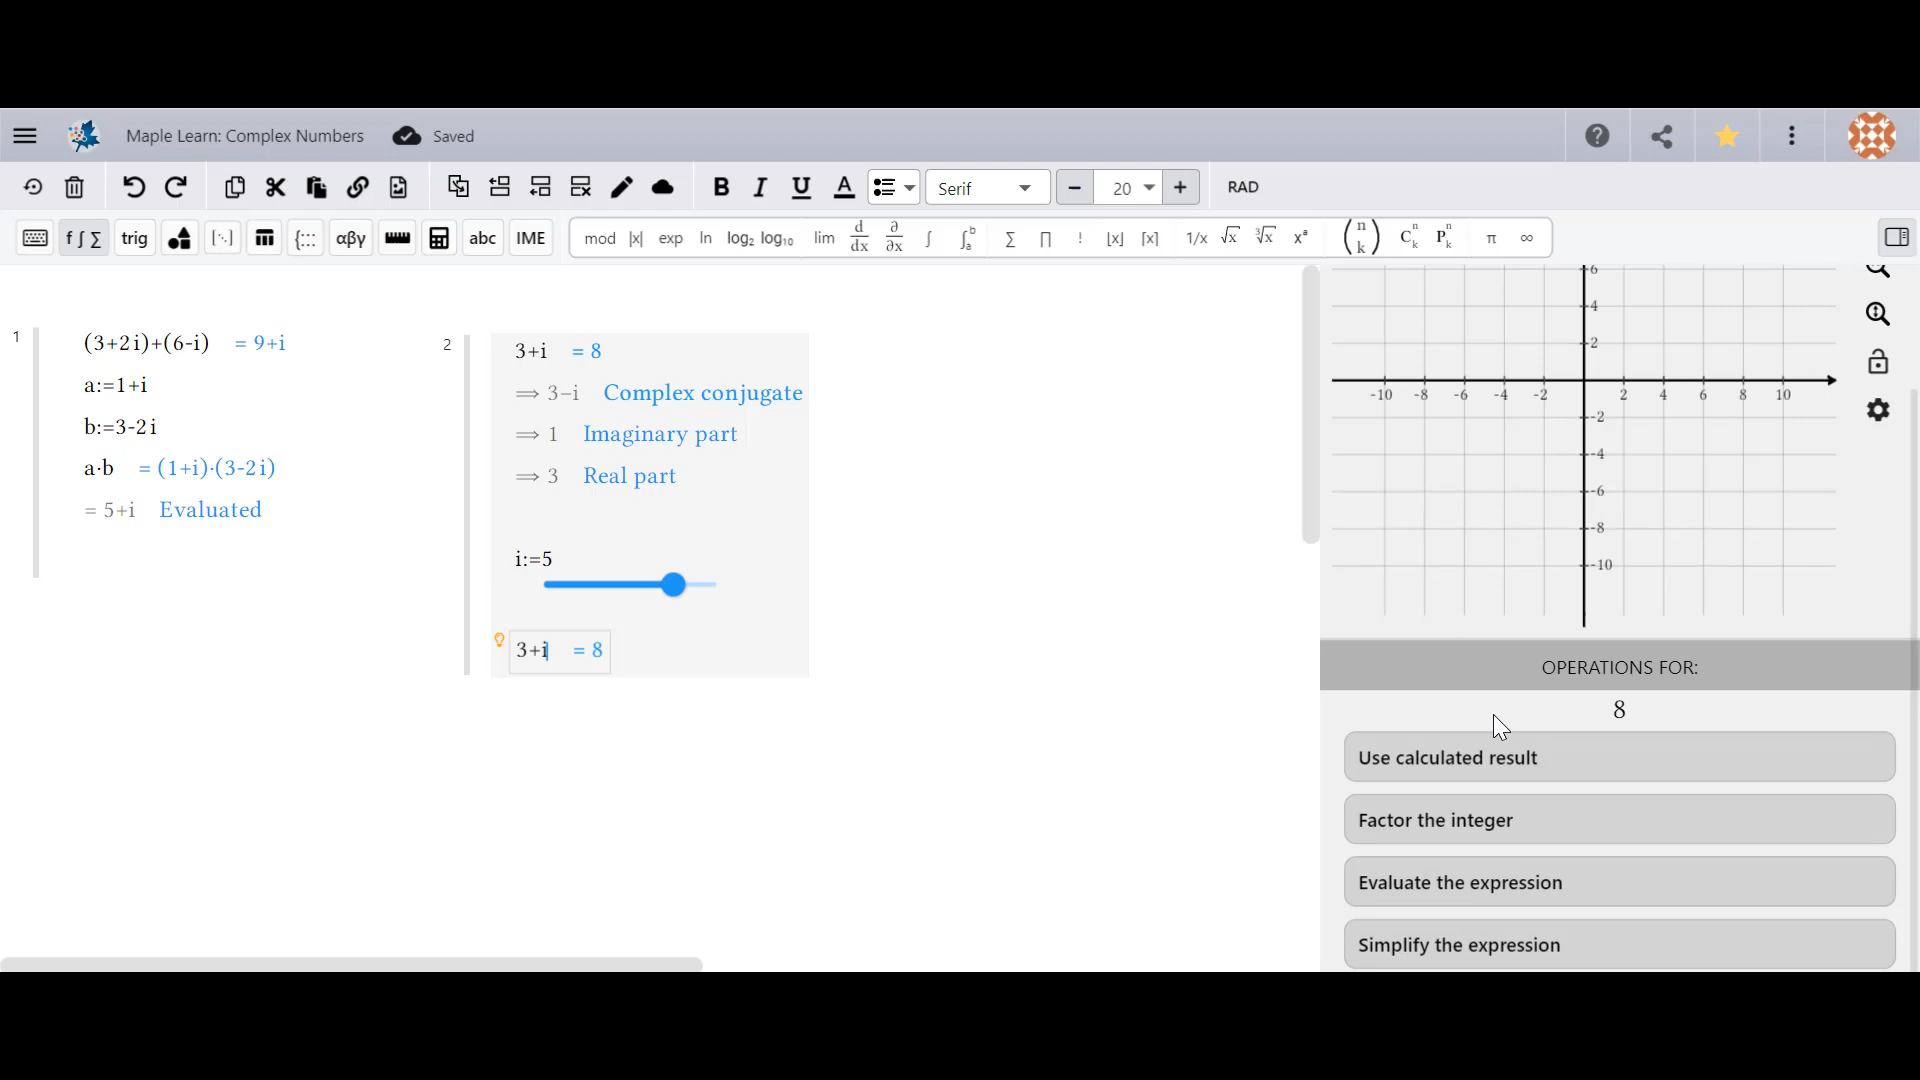 Maple Learn: Complex Numbers Saved
B I U A Serif − 20 + RAD
f ∫ ∑ trig αβγ abc IME mod |x| exp ln log₂ log₁₀ lim d/dx ∂/∂x ∫ ∫ₐᵇ ∑ ∏ ! ⌊x⌋ ⌈x⌉ 1/x √x ∛x xᵃ (n k) Cⁿₖ Pⁿₖ π ∞
1
(3+2i)+(6-i) = 9+i
a:=1+i
b:=3-2i
a·b = (1+i)·(3-2i)
= 5+i Evaluated
2
3+i = 8
⟹ 3−i Complex conjugate
⟹ 1 Imaginary part
⟹ 3 Real part
i:=5
3+i = 8
6
4
2
-10 -8 -6 -4 -2 2 4 6 8 10
-2
-4
-6
-8
-10
OPERATIONS FOR:
8
Use calculated result
Factor the integer
Evaluate the expression
Simplify the expression